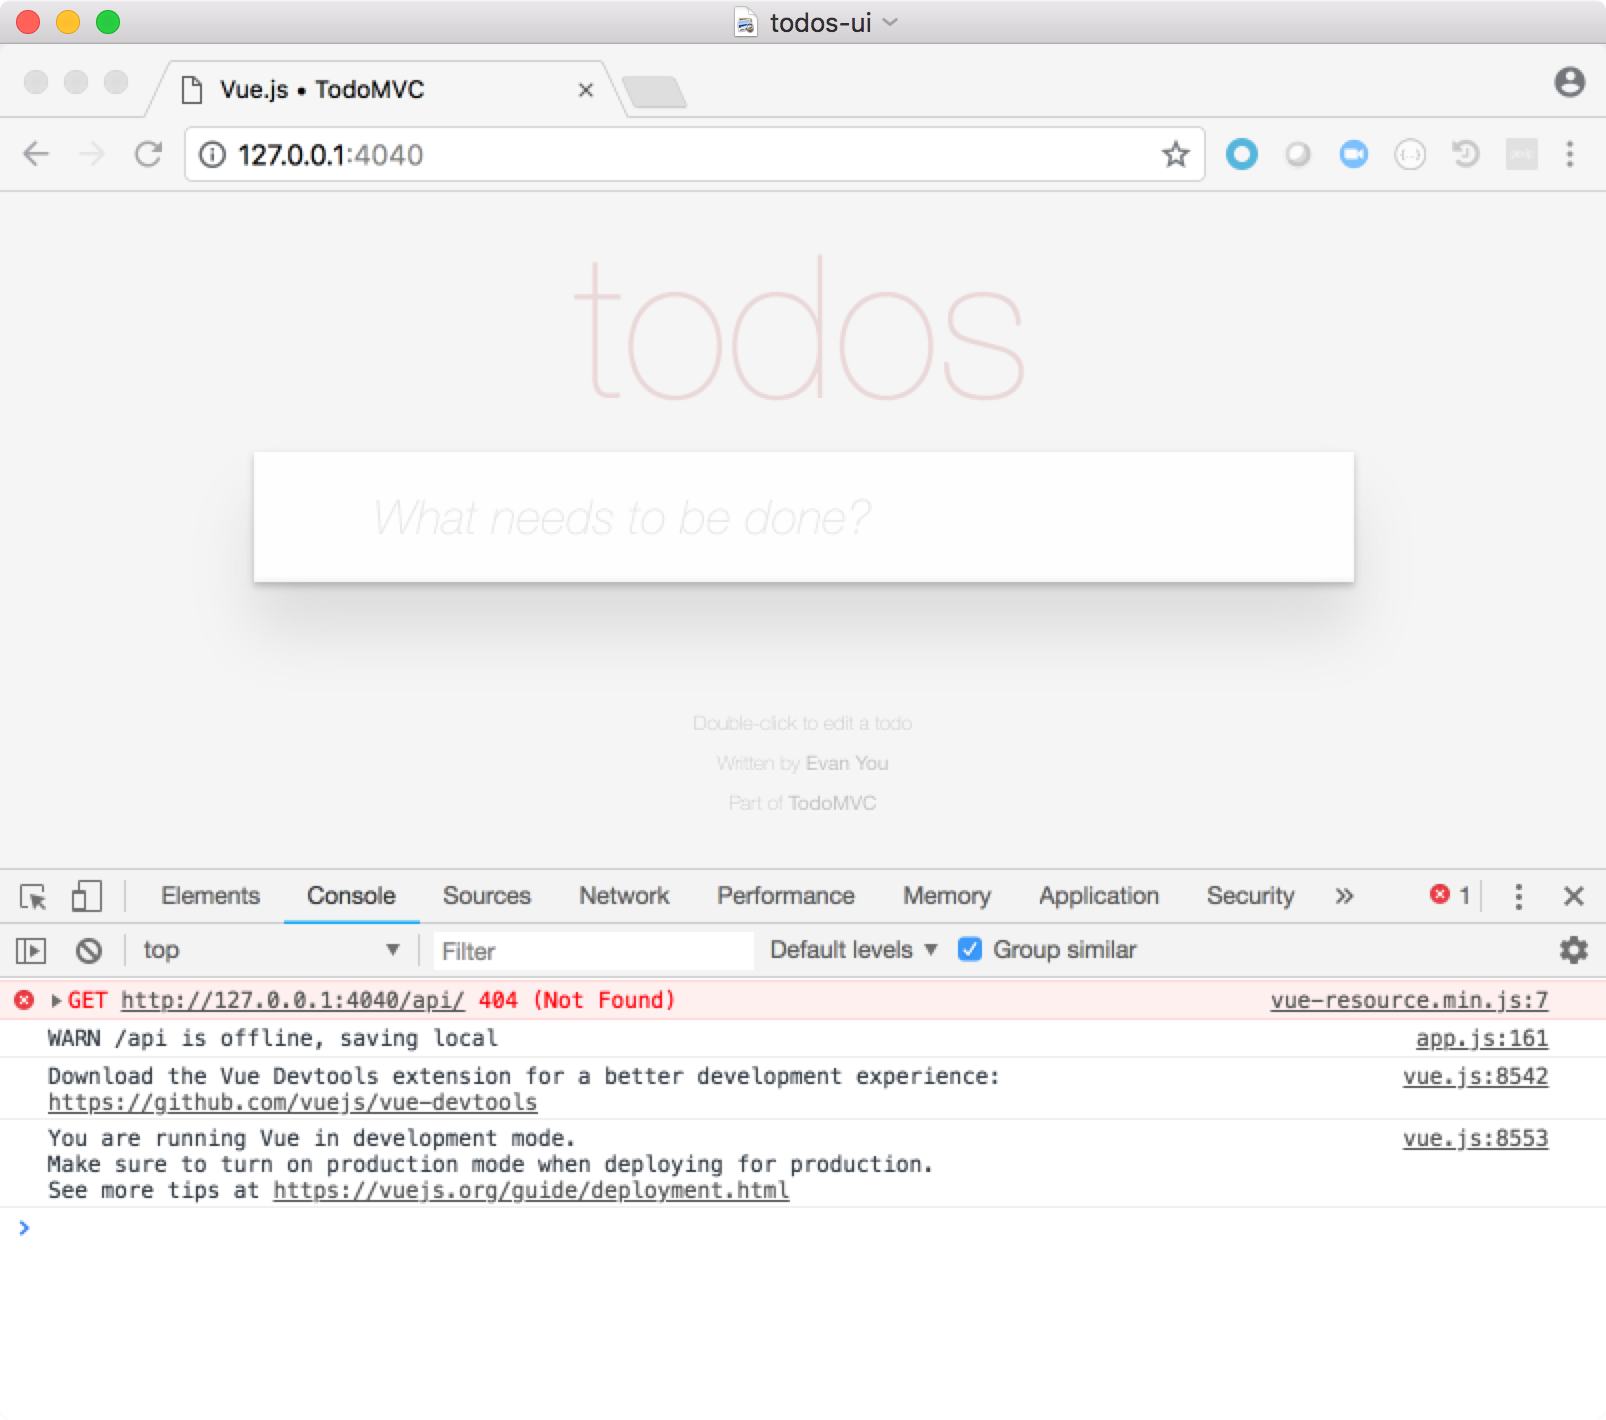 todos-ui
Vue.js • TodoMVC
127.0.0.1:4040
todos
What needs to be done?
Double-click to edit a todo
Written by Evan You
Part of TodoMVC
Elements Console Sources Network Performance Memory Application Security » 1
top Filter Default levels Group similar
GET http://127.0.0.1:4040/api/ 404 (Not Found) vue-resource.min.js:7
WARN /api is offline, saving local app.js:161
Download the Vue Devtools extension for a better development experience: vue.js:8542
https://github.com/vuejs/vue-devtools
You are running Vue in development mode. vue.js:8553
Make sure to turn on production mode when deploying for production.
See more tips at https://vuejs.org/guide/deployment.html